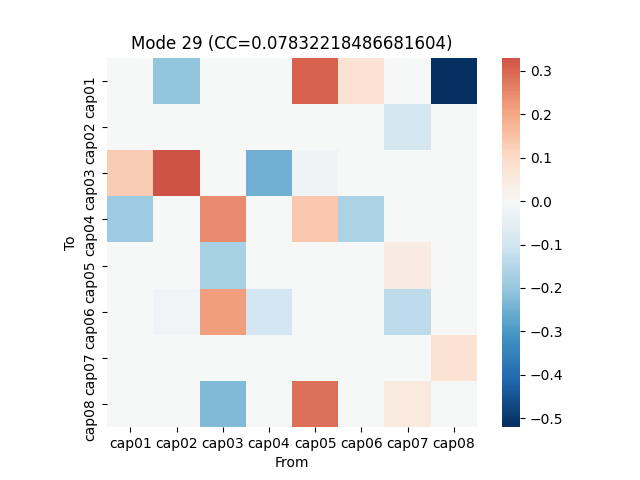 Mode 29 (CC=0.07832218486681604)
To
cap01
cap02
cap03
cap04
cap05
cap06
cap07
cap08
cap01 cap02 cap03 cap04 cap05 cap06 cap07 cap08
From
0.3
0.2
0.1
0.0
−0.1
−0.2
−0.3
−0.4
−0.5